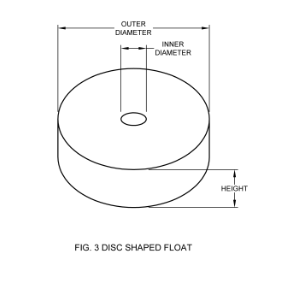 OUTER
DIAMETER
INNER
DIAMETER
HEIGHT
FIG. 3 DISC SHAPED FLOAT